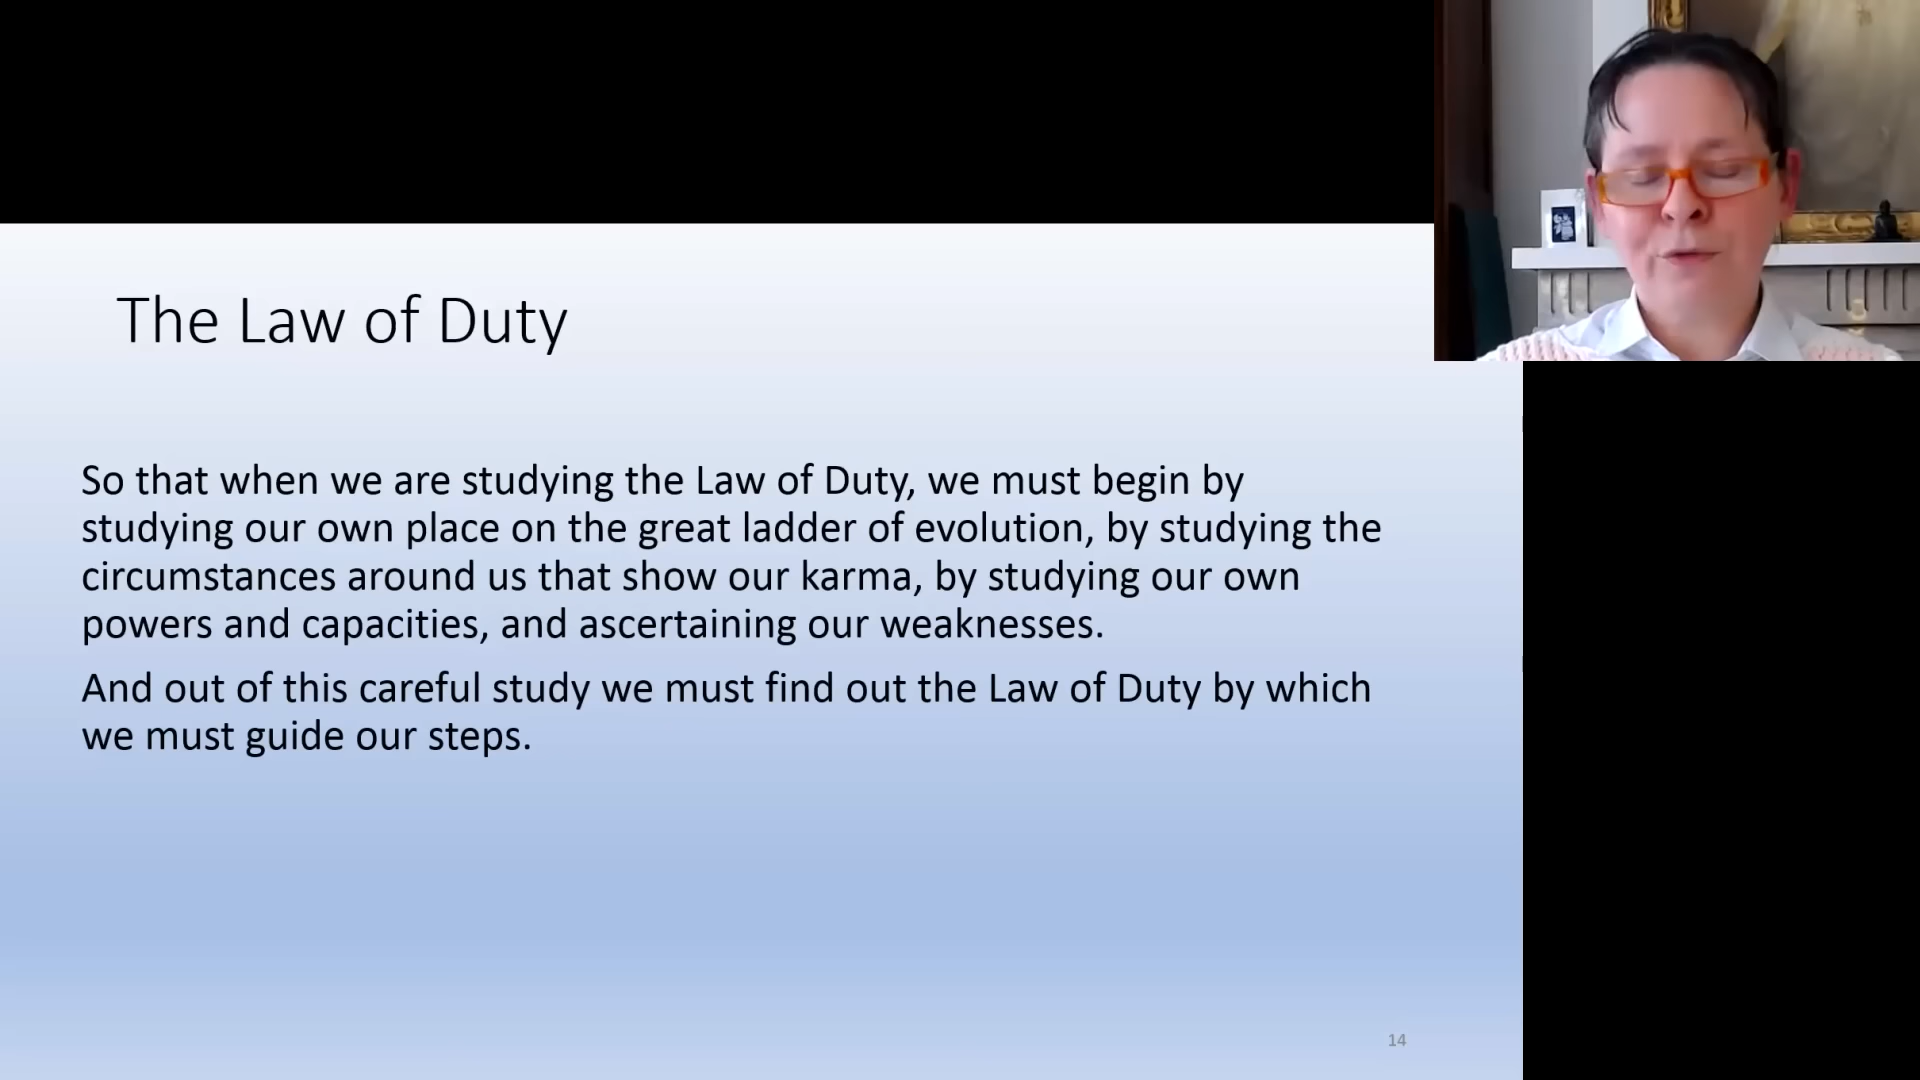 The Law of Duty
So that when we are studying the Law of Duty, we must begin by
studying our own place on the great ladder of evolution, by studying the
circumstances around us that show our karma, by studying our own
powers and capacities, and ascertaining our weaknesses.
And out of this careful study we must find out the Law of Duty by which
we must guide our steps.
14